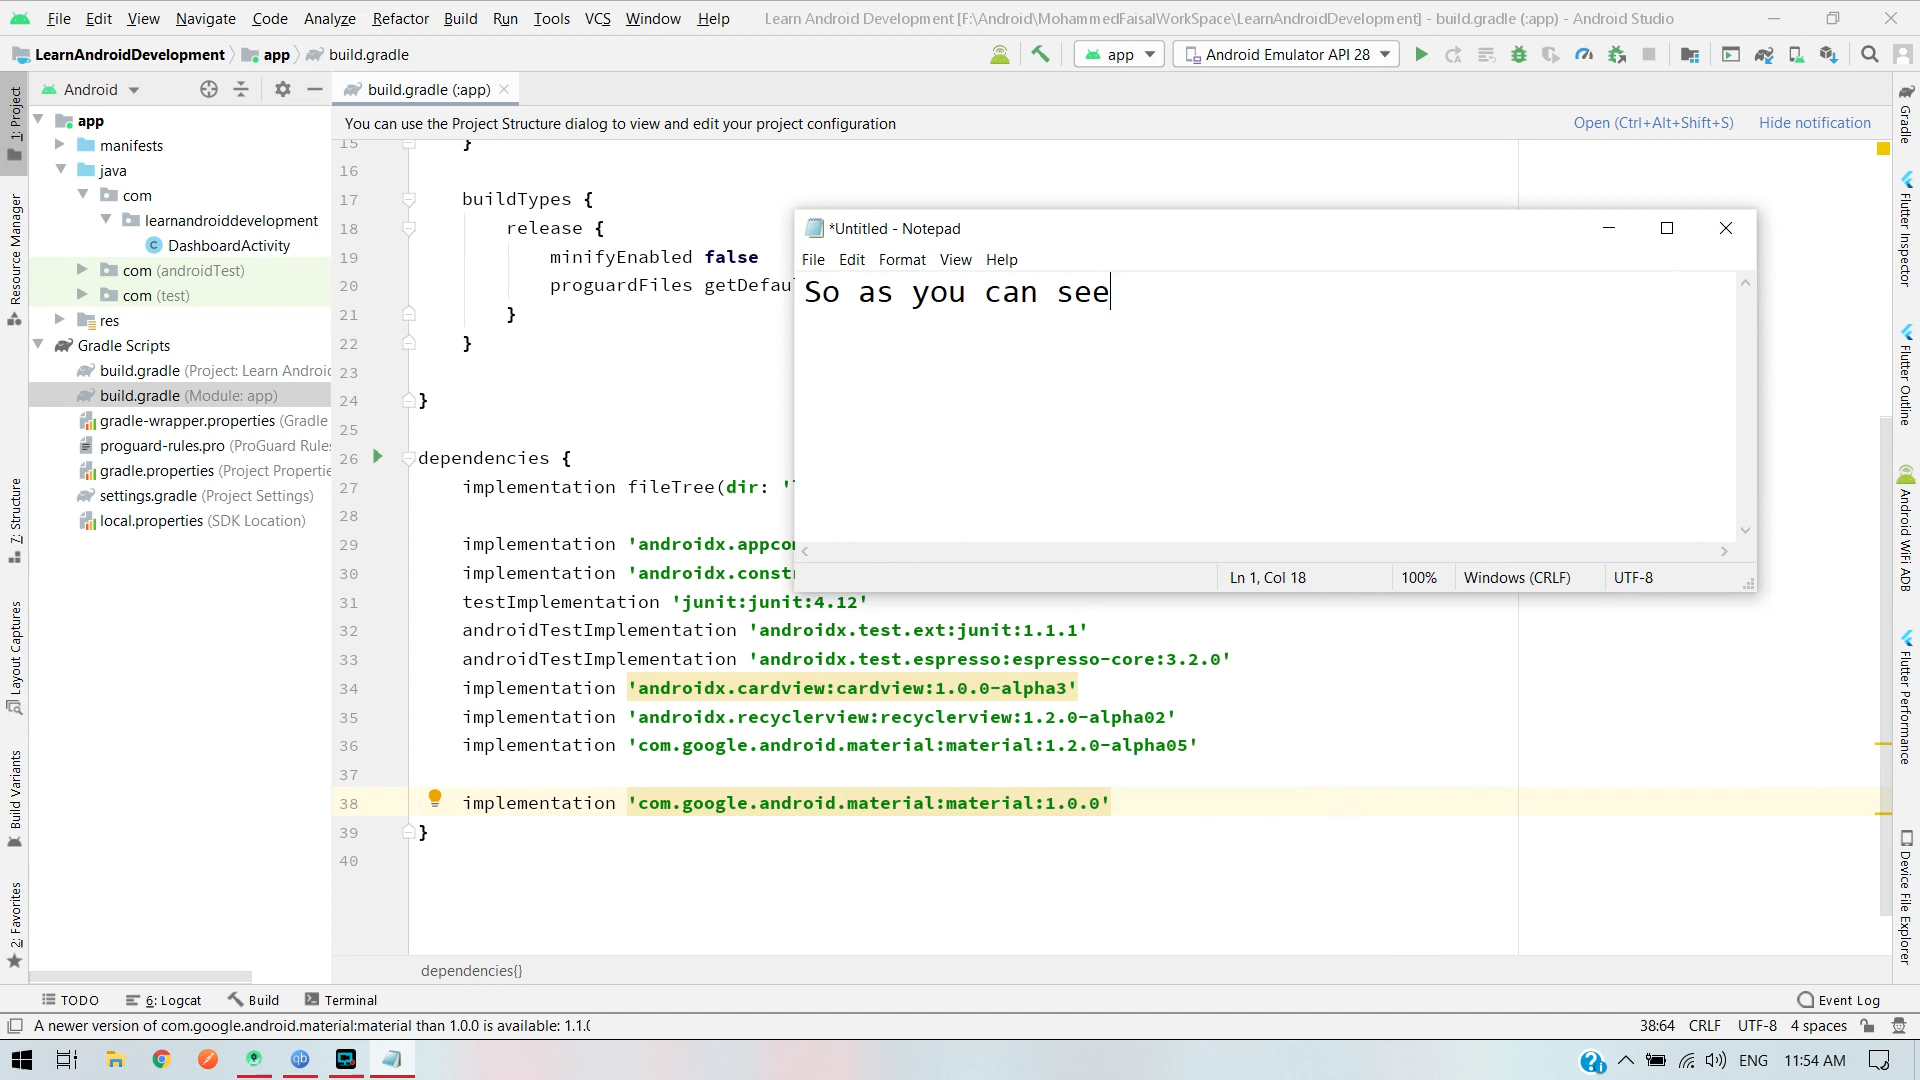 File Edit View Navigate Code Analyze Refactor Build Run Tools VCS Window Help Learn Android Development [F:\Android\MohammedFaisalWorkSpace\LearnAndroidDevelopment] - build.gradle (:app) - Android Studio
LearnAndroidDevelopment app build.gradle app Android Emulator API 28
Android build.gradle (:app)
You can use the Project Structure dialog to view and edit your project configuration Open (Ctrl+Alt+Shift+S) Hide notification
app
manifests
java
com
learnandroiddevelopment
DashboardActivity
com (androidTest)
com (test)
res
Gradle Scripts
build.gradle (Project: Learn Androic
build.gradle (Module: app)
gradle-wrapper.properties (Gradle
proguard-rules.pro (ProGuard Rules
gradle.properties (Project Propertie
settings.gradle (Project Settings)
local.properties (SDK Location)
1: Project
Resource Manager
7: Structure
Layout Captures
Build Variants
2: Favorites
15 }
16
17 buildTypes {
18 release {
19 minifyEnabled false
20 proguardFiles getDefau
21 }
22 }
23
24 }
25
26 dependencies {
27 implementation fileTree(dir: '
28
29 implementation 'androidx.appco
30 implementation 'androidx.const
31 testImplementation 'junit:junit:4.12'
32 androidTestImplementation 'androidx.test.ext:junit:1.1.1'
33 androidTestImplementation 'androidx.test.espresso:espresso-core:3.2.0'
34 implementation 'androidx.cardview:cardview:1.0.0-alpha3'
35 implementation 'androidx.recyclerview:recyclerview:1.2.0-alpha02'
36 implementation 'com.google.android.material:material:1.2.0-alpha05'
37
38 implementation 'com.google.android.material:material:1.0.0'
39 }
40
dependencies{}
*Untitled - Notepad
File Edit Format View Help
So as you can see
Ln 1, Col 18 100% Windows (CRLF) UTF-8
Gradle
Flutter Inspector
Flutter Outline
Android WiFi ADB
Flutter Performance
Device File Explorer
TODO 6: Logcat Build Terminal Event Log
A newer version of com.google.android.material:material than 1.0.0 is available: 1.1.0 38:64 CRLF UTF-8 4 spaces
qb ENG 11:54 AM